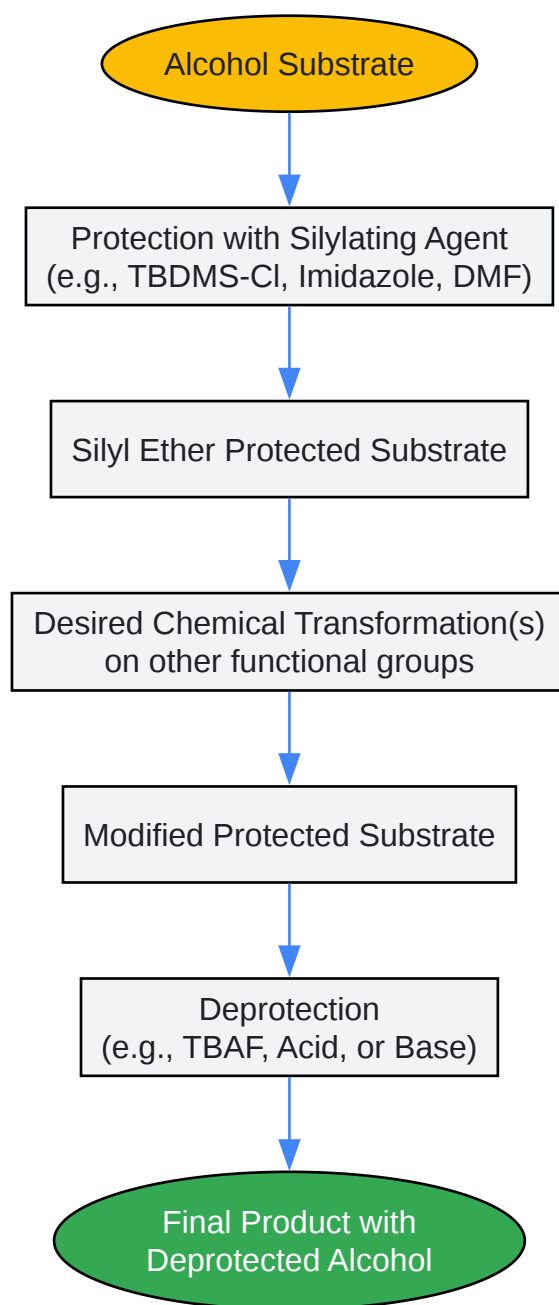 Alcohol Substrate
Protection with Silylating Agent
(e.g., TBDMS-Cl, Imidazole, DMF)
Silyl Ether Protected Substrate
Desired Chemical Transformation(s)
on other functional groups
Modified Protected Substrate
Deprotection
(e.g., TBAF, Acid, or Base)
Final Product with
Deprotected Alcohol